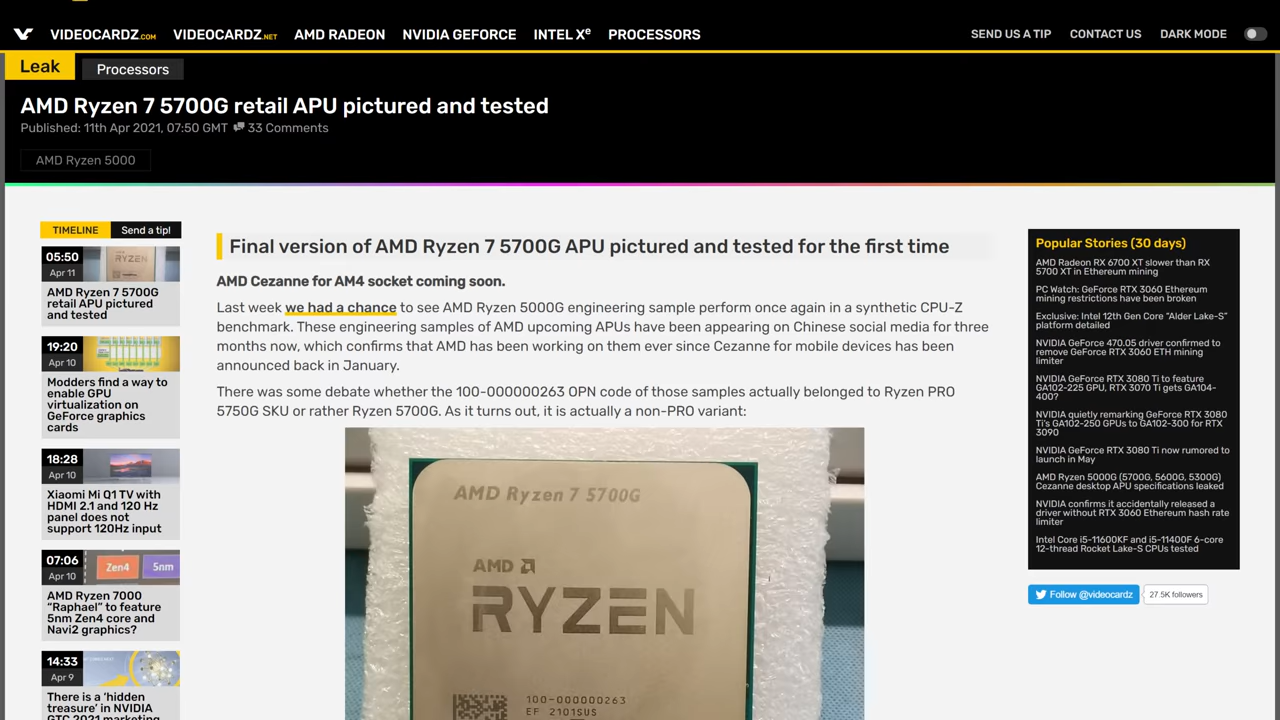 VIDEOCARDZ.COM VIDEOCARDZ.NET AMD RADEON NVIDIA GEFORCE INTEL Xe PROCESSORS SEND US A TIP CONTACT US DARK MODE
Leak Processors
AMD Ryzen 7 5700G retail APU pictured and tested
Published: 11th Apr 2021, 07:50 GMT 33 Comments
AMD Ryzen 5000
TIMELINE Send a tip!
05:50
Apr 11
RYZEN
AMD Ryzen 7 5700G
retail APU pictured
and tested
19:20
Apr 10
Modders find a way to
enable GPU
virtualization on
GeForce graphics
cards
18:28
Apr 10
Xiaomi Mi Q1 TV with
HDMI 2.1 and 120 Hz
panel does not
support 120Hz input
07:06
Apr 10
Zen4 5nm
AMD Ryzen 7000
“Raphael” to feature
5nm Zen4 core and
Navi2 graphics?
14:33
Apr 9
There is a ‘hidden
treasure’ in NVIDIA
GTC 2021 marketing
Final version of AMD Ryzen 7 5700G APU pictured and tested for the first time
AMD Cezanne for AM4 socket coming soon.
Last week we had a chance to see AMD Ryzen 5000G engineering sample perform once again in a synthetic CPU-Z
benchmark. These engineering samples of AMD upcoming APUs have been appearing on Chinese social media for three
months now, which confirms that AMD has been working on them ever since Cezanne for mobile devices has been
announced back in January.
There was some debate whether the 100-000000263 OPN code of those samples actually belonged to Ryzen PRO
5750G SKU or rather Ryzen 5700G. As it turns out, it is actually a non-PRO variant:
AMD Ryzen 7 5700G
AMD
RYZEN
100-000000263
EF 2101SUS
Popular Stories (30 days)
AMD Radeon RX 6700 XT slower than RX
5700 XT in Ethereum mining
PC Watch: GeForce RTX 3060 Ethereum
mining restrictions have been broken
Exclusive: Intel 12th Gen Core “Alder Lake-S”
platform detailed
NVIDIA GeForce 470.05 driver confirmed to
remove GeForce RTX 3060 ETH mining
limiter
NVIDIA GeForce RTX 3080 Ti to feature
GA102-225 GPU, RTX 3070 Ti gets GA104-
400?
NVIDIA quietly remarking GeForce RTX 3080
Ti's GA102-250 GPUs to GA102-300 for RTX
3090
NVIDIA GeForce RTX 3080 Ti now rumored to
launch in May
AMD Ryzen 5000G (5700G, 5600G, 5300G)
Cezanne desktop APU specifications leaked
NVIDIA confirms it accidentally released a
driver without RTX 3060 Ethereum hash rate
limiter
Intel Core i5-11600KF and i5-11400F 6-core
12-thread Rocket Lake-S CPUs tested
Follow @videocardz 27.5K followers